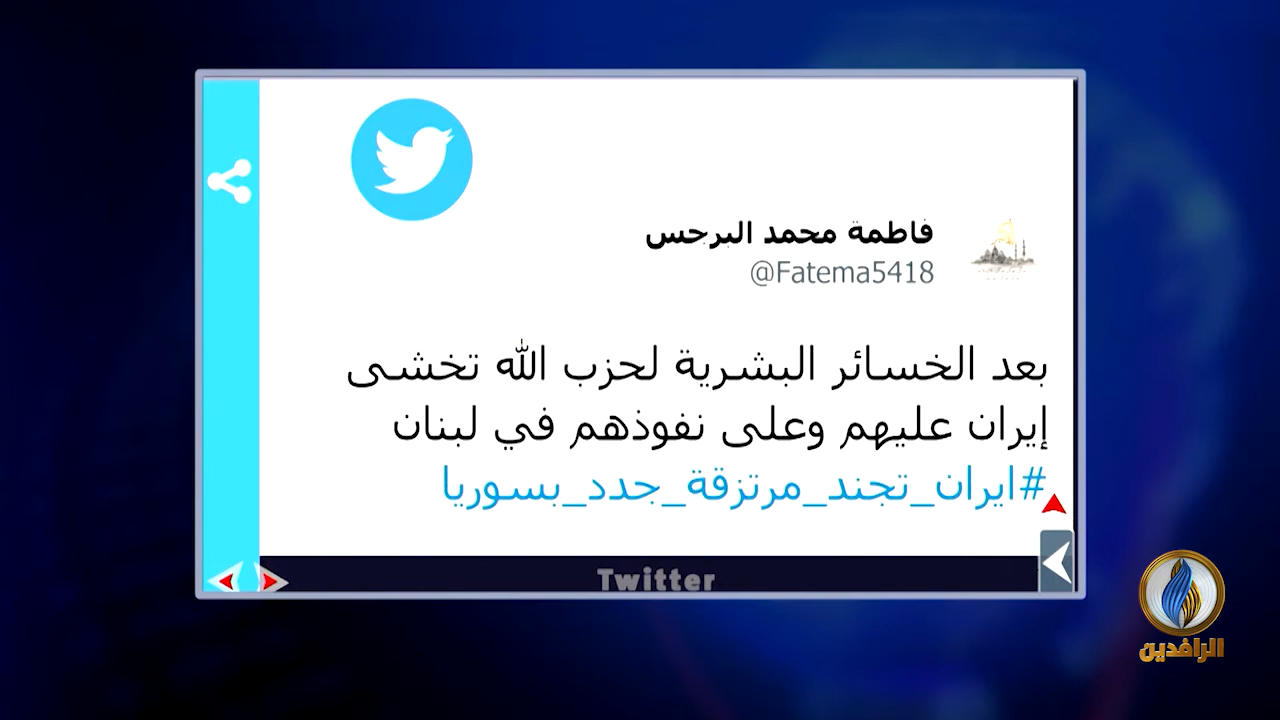 فاطمة محمد البرجس
@Fatema5418
بعد الخسائر البشرية لحزب الله تخشى
إيران عليهم وعلى نفوذهم في لبنان
#ايران_تجند_مرتزقة_جدد_بسوريا
Twitter
الرافدين